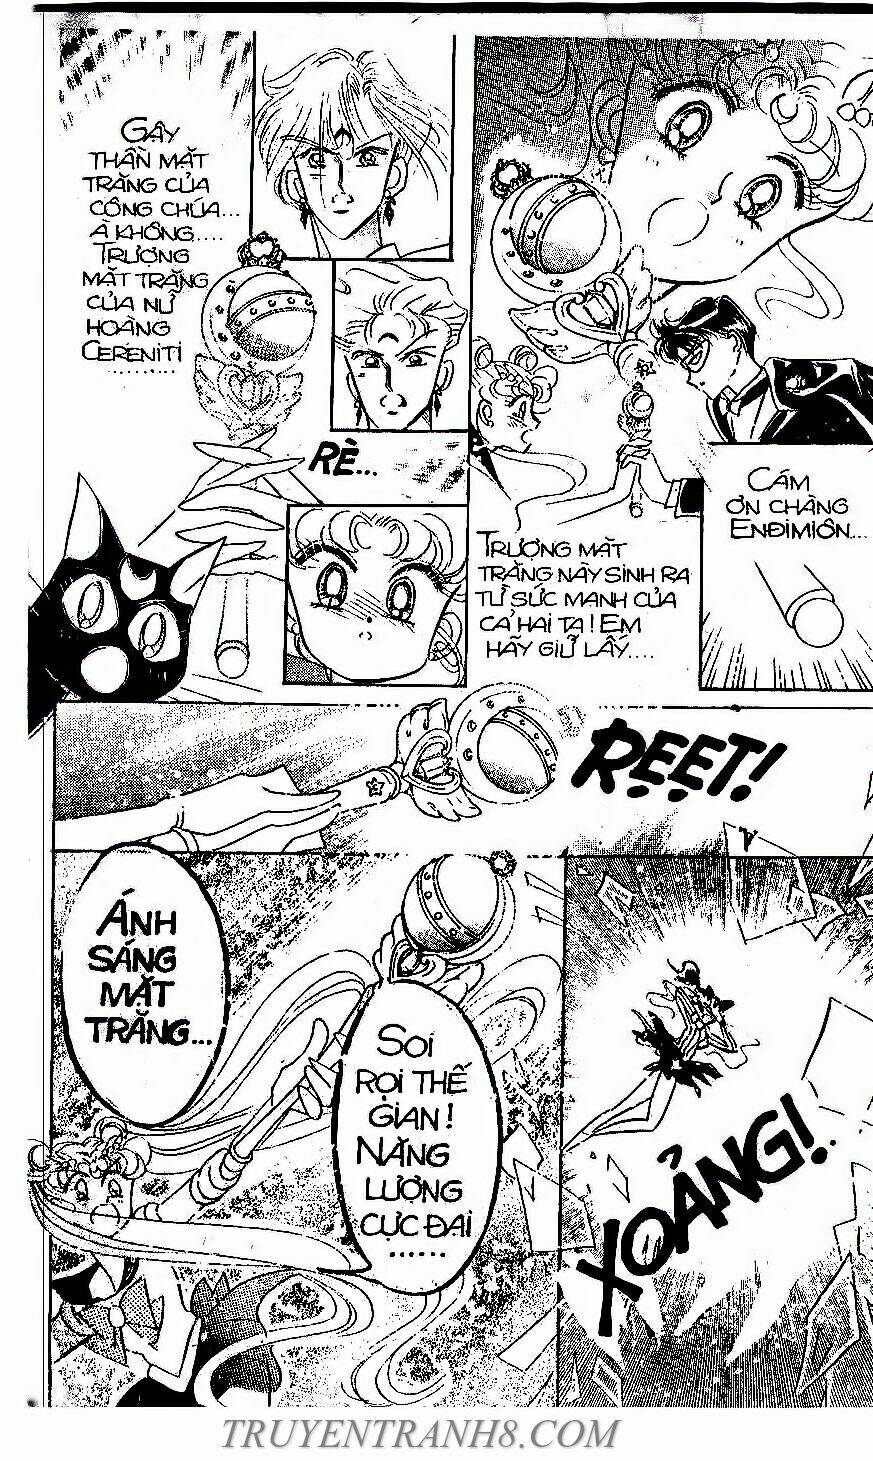 GẬY
THẦN MẶT
TRĂNG CỦA
CÔNG CHÚA...
À KHÔNG....
TRƯỢNG
MẶT TRĂNG
CỦA NỮ
HOÀNG
CERENITI
.........
RÈ...
TRƯỢNG MẶT
TRĂNG NÀY SINH RA
TỪ SỨC MẠNH CỦA
CẢ HAI TA! EM
HÃY GIỮ LẤY....
CÁM
ƠN CHÀNG
ENĐIMIÔN...
RẸẸT!
ÁNH
SÁNG
MẶT
TRĂNG...
SOI
RỌI THẾ
GIAN!
NĂNG
LƯỢNG
CỰC ĐẠI
......
XOẢNG!
TRUYENTRANH8.COM